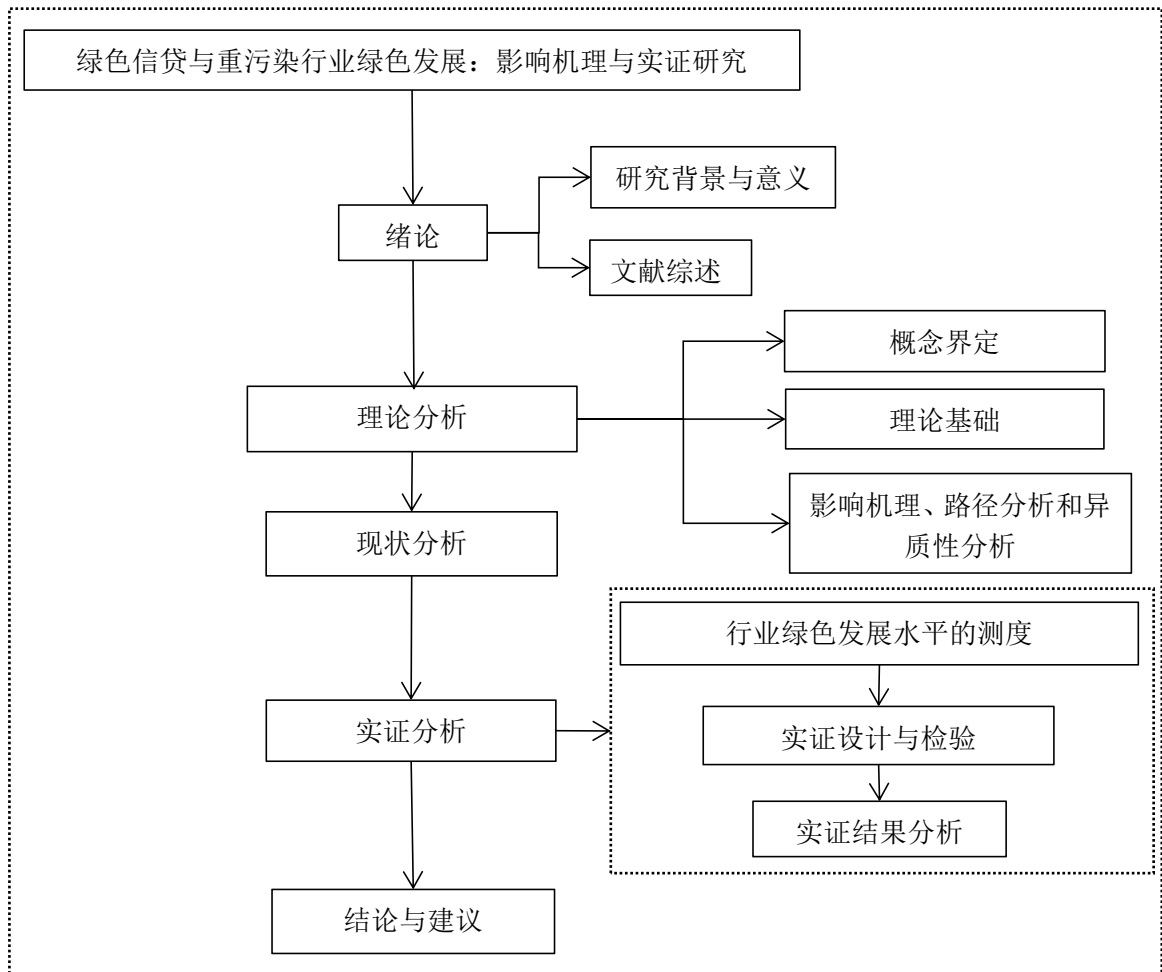 绿色信贷与重污染行业绿色发展：影响机理与实证研究
研究背景与意义
绪论
文献综述
概念界定
理论分析
理论基础
影响机理、路径分析和异
质性分析
现状分析
行业绿色发展水平的测度
实证分析
实证设计与检验
实证结果分析
结论与建议